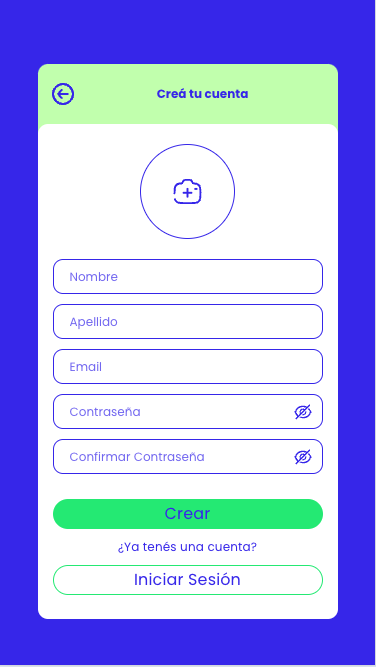 Creá tu cuenta
Nombre
Apellido
Email
Contraseña
Confirmar Contraseña
Crear
¿Ya tenés una cuenta?
Iniciar Sesión